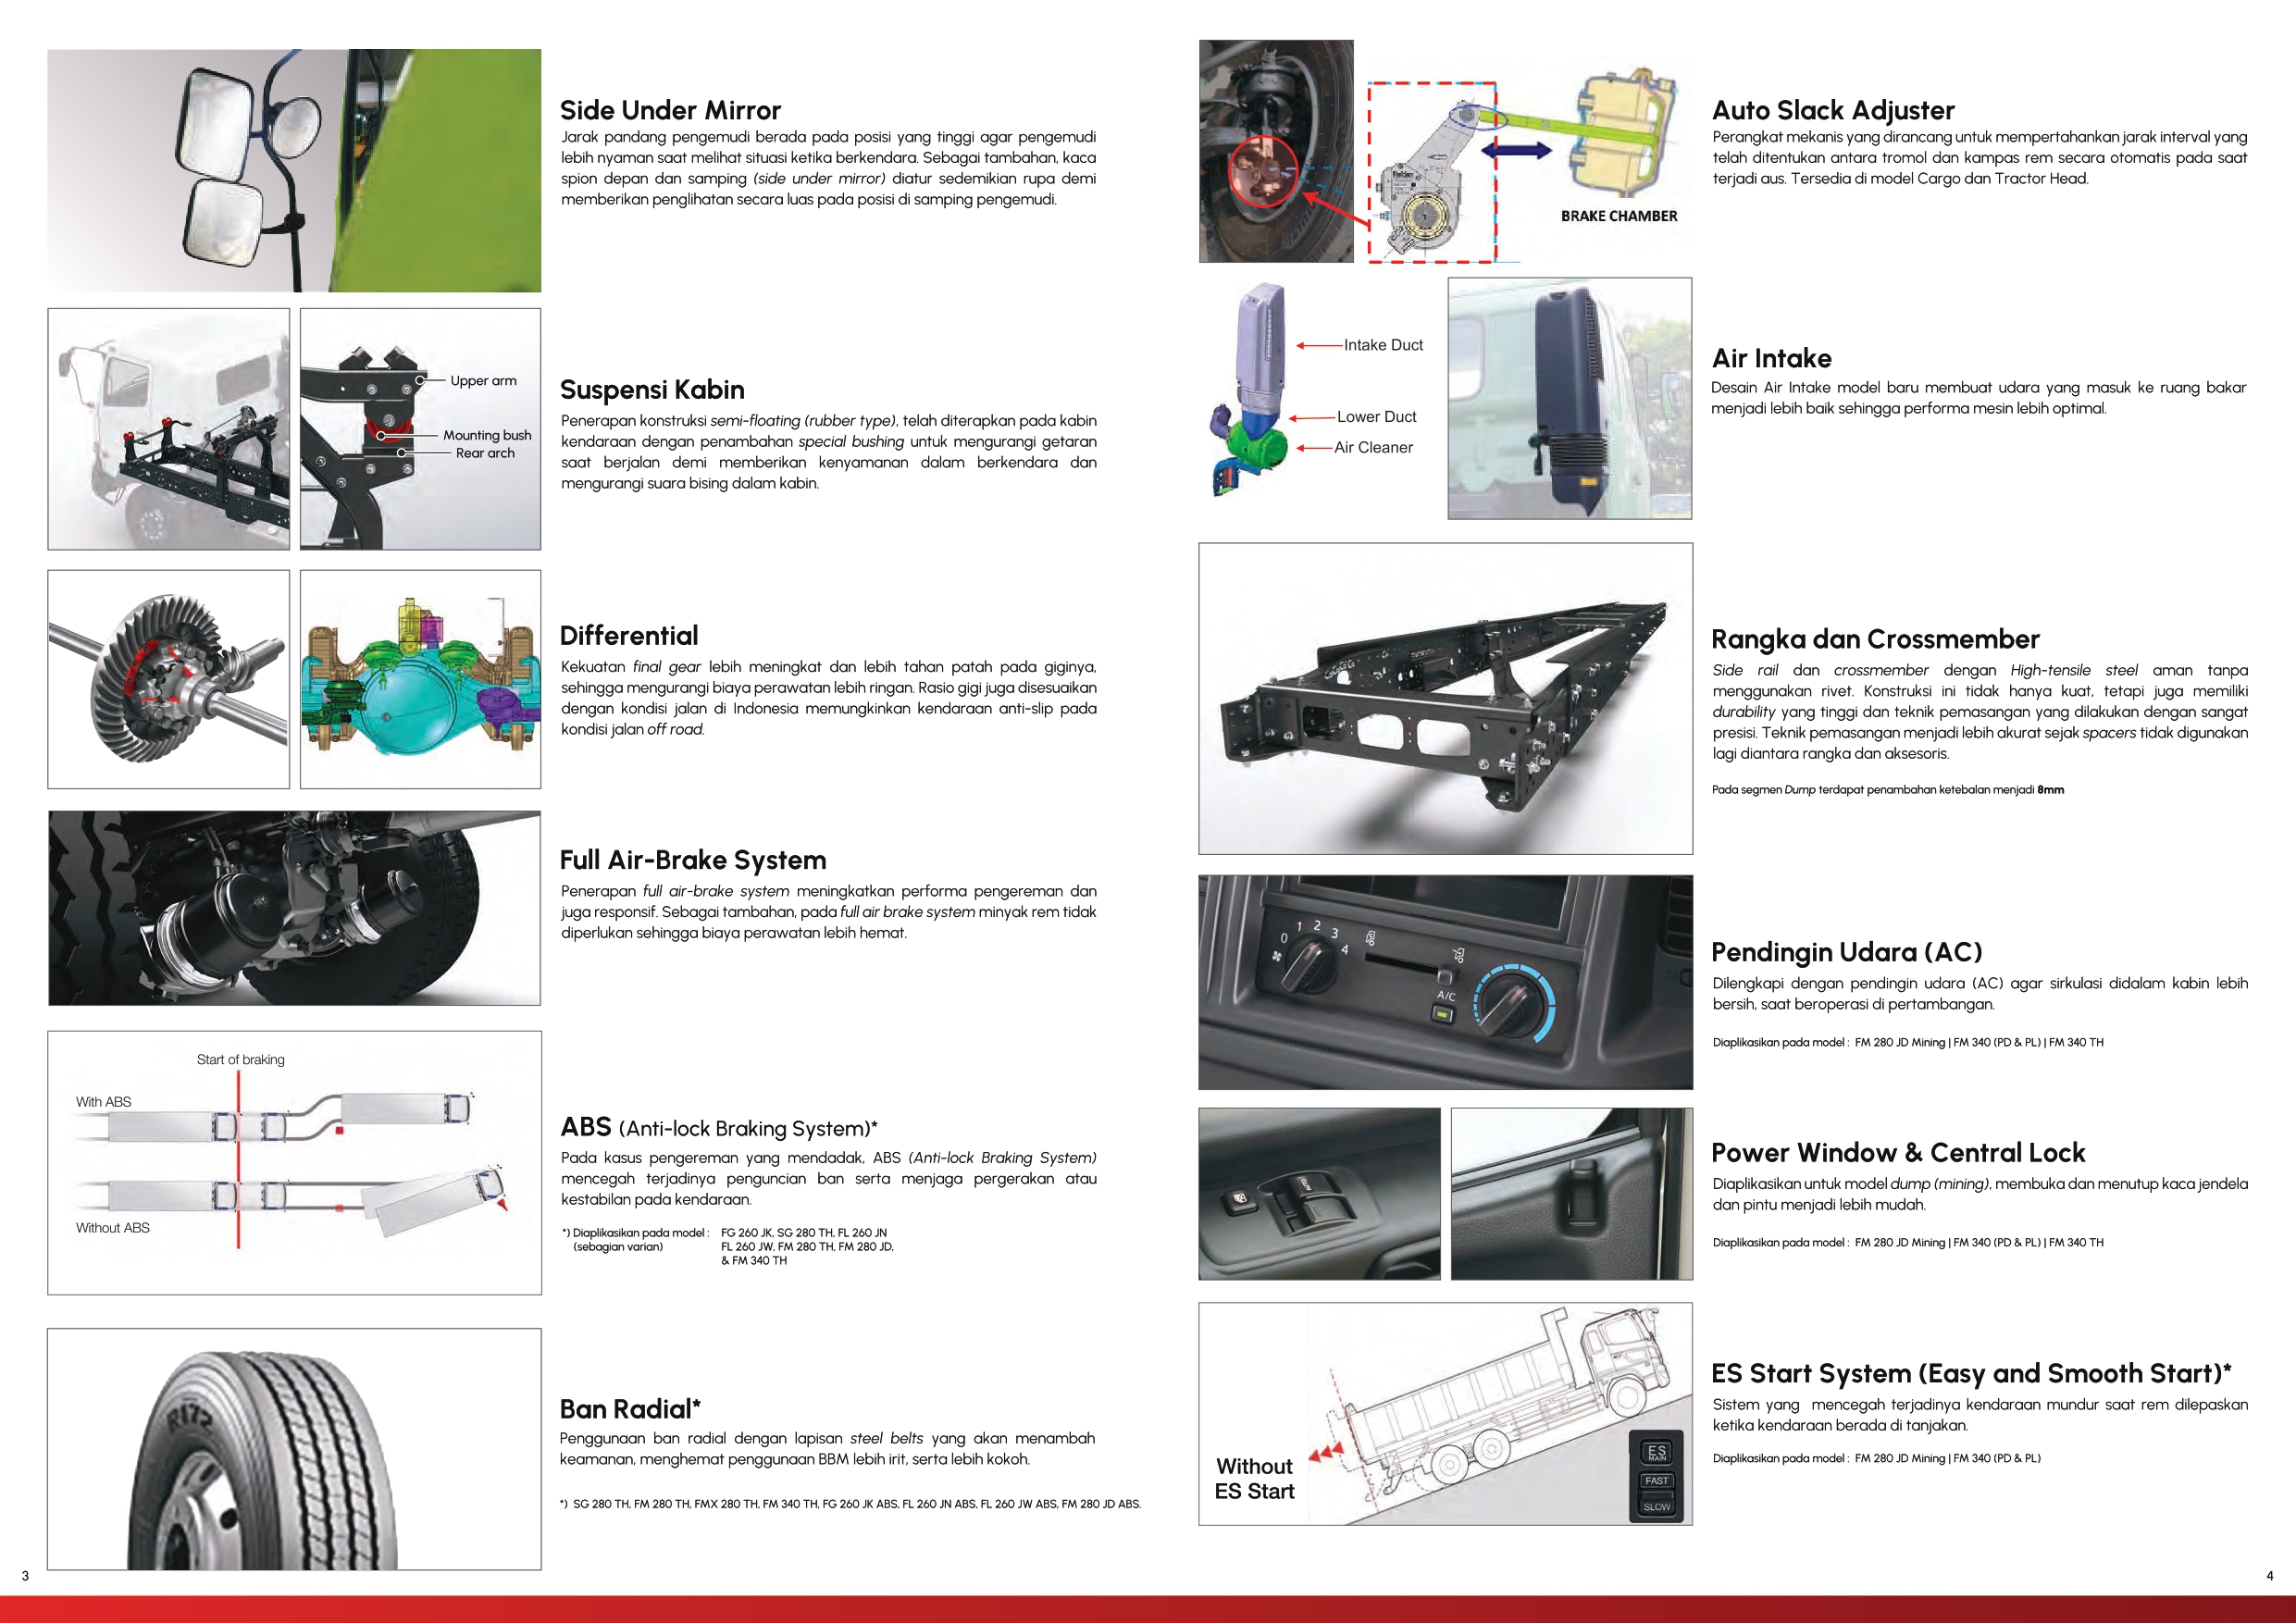 Side Under Mirror
Jarak pandang pengemudi berada pada posisi yang tinggi agar pengemudi
lebih nyaman saat melihat situasi ketika berkendara. Sebagai tambahan, kaca
spion depan dan samping (side under mirror) diatur sedemikian rupa demi
memberikan penglihatan secara luas pada posisi di samping pengemudi.
Upper arm
Mounting bush
Rear arch
Suspensi Kabin
Penerapan konstruksi semi-floating (rubber type), telah diterapkan pada kabin
kendaraan dengan penambahan special bushing untuk mengurangi getaran
saat berjalan demi memberikan kenyamanan dalam berkendara dan
mengurangi suara bising dalam kabin.
Differential
Kekuatan final gear lebih meningkat dan lebih tahan patah pada giginya,
sehingga mengurangi biaya perawatan lebih ringan. Rasio gigi juga disesuaikan
dengan kondisi jalan di Indonesia memungkinkan kendaraan anti-slip pada
kondisi jalan off road.
Full Air-Brake System
Penerapan full air-brake system meningkatkan performa pengereman dan
juga responsif. Sebagai tambahan, pada full air brake system minyak rem tidak
diperlukan sehingga biaya perawatan lebih hemat.
Start of braking
With ABS
Without ABS
ABS (Anti-lock Braking System)*
Pada kasus pengereman yang mendadak, ABS (Anti-lock Braking System)
mencegah terjadinya penguncian ban serta menjaga pergerakan atau
kestabilan pada kendaraan.
*) Diaplikasikan pada model : FG 260 JK, SG 280 TH, FL 260 JN
(sebagian varian) FL 260 JW, FM 280 TH, FM 280 JD,
& FM 340 TH
R172
Ban Radial*
Penggunaan ban radial dengan lapisan steel belts yang akan menambah
keamanan, menghemat penggunaan BBM lebih irit, serta lebih kokoh.
*) SG 280 TH, FM 280 TH, FMX 280 TH, FM 340 TH, FG 260 JK ABS, FL 260 JN ABS, FL 260 JW ABS, FM 280 JD ABS.
3
BRAKE CHAMBER
Auto Slack Adjuster
Perangkat mekanis yang dirancang untuk mempertahankan jarak interval yang
telah ditentukan antara tromol dan kampas rem secara otomatis pada saat
terjadi aus. Tersedia di model Cargo dan Tractor Head.
Intake Duct
Lower Duct
Air Cleaner
Air Intake
Desain Air Intake model baru membuat udara yang masuk ke ruang bakar
menjadi lebih baik sehingga performa mesin lebih optimal.
Rangka dan Crossmember
Side rail dan crossmember dengan High-tensile steel aman tanpa
menggunakan rivet. Konstruksi ini tidak hanya kuat, tetapi juga memiliki
durability yang tinggi dan teknik pemasangan yang dilakukan dengan sangat
presisi. Teknik pemasangan menjadi lebih akurat sejak spacers tidak digunakan
lagi diantara rangka dan aksesoris.
Pada segmen Dump terdapat penambahan ketebalan menjadi 8mm
0 1 2 3 4
A/C
Pendingin Udara (AC)
Dilengkapi dengan pendingin udara (AC) agar sirkulasi didalam kabin lebih
bersih, saat beroperasi di pertambangan.
Diaplikasikan pada model : FM 280 JD Mining | FM 340 (PD & PL) | FM 340 TH
AUTO
Power Window & Central Lock
Diaplikasikan untuk model dump (mining), membuka dan menutup kaca jendela
dan pintu menjadi lebih mudah.
Diaplikasikan pada model : FM 280 JD Mining | FM 340 (PD & PL) | FM 340 TH
Without
ES Start
ES
MAIN
FAST
SLOW
ES Start System (Easy and Smooth Start)*
Sistem yang mencegah terjadinya kendaraan mundur saat rem dilepaskan
ketika kendaraan berada di tanjakan.
Diaplikasikan pada model : FM 280 JD Mining | FM 340 (PD & PL)
4